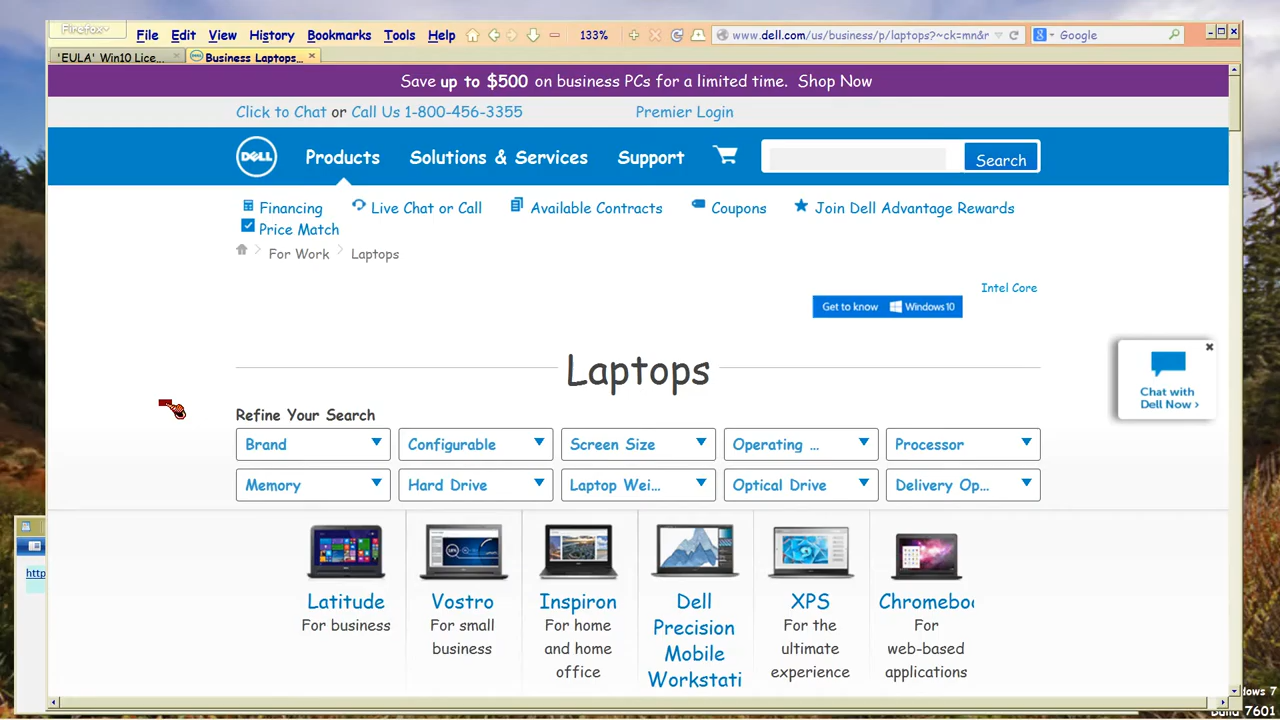 Firefox
File Edit View History Bookmarks Tools Help 133% www.dell.com/us/business/p/laptops?~ck=mn&r Google
'EULA' Win10 Lice... Business Laptops...
Save up to $500 on business PCs for a limited time. Shop Now
Click to Chat or Call Us 1-800-456-3355 Premier Login
DELL Products Solutions & Services Support Search
Financing Live Chat or Call Available Contracts Coupons Join Dell Advantage Rewards
Price Match
For Work Laptops
Intel Core
Get to know Windows10
Laptops
Chat with
Dell Now ›
Refine Your Search
Brand Configurable Screen Size Operating ... Processor
Memory Hard Drive Laptop Wei... Optical Drive Delivery Op...
Latitude Vostro Inspiron Dell XPS Chromeboo
For business For small For home Precision For the For
business and home Mobile ultimate web-based
office Workstati experience applications
http
dows 7
Build 7601